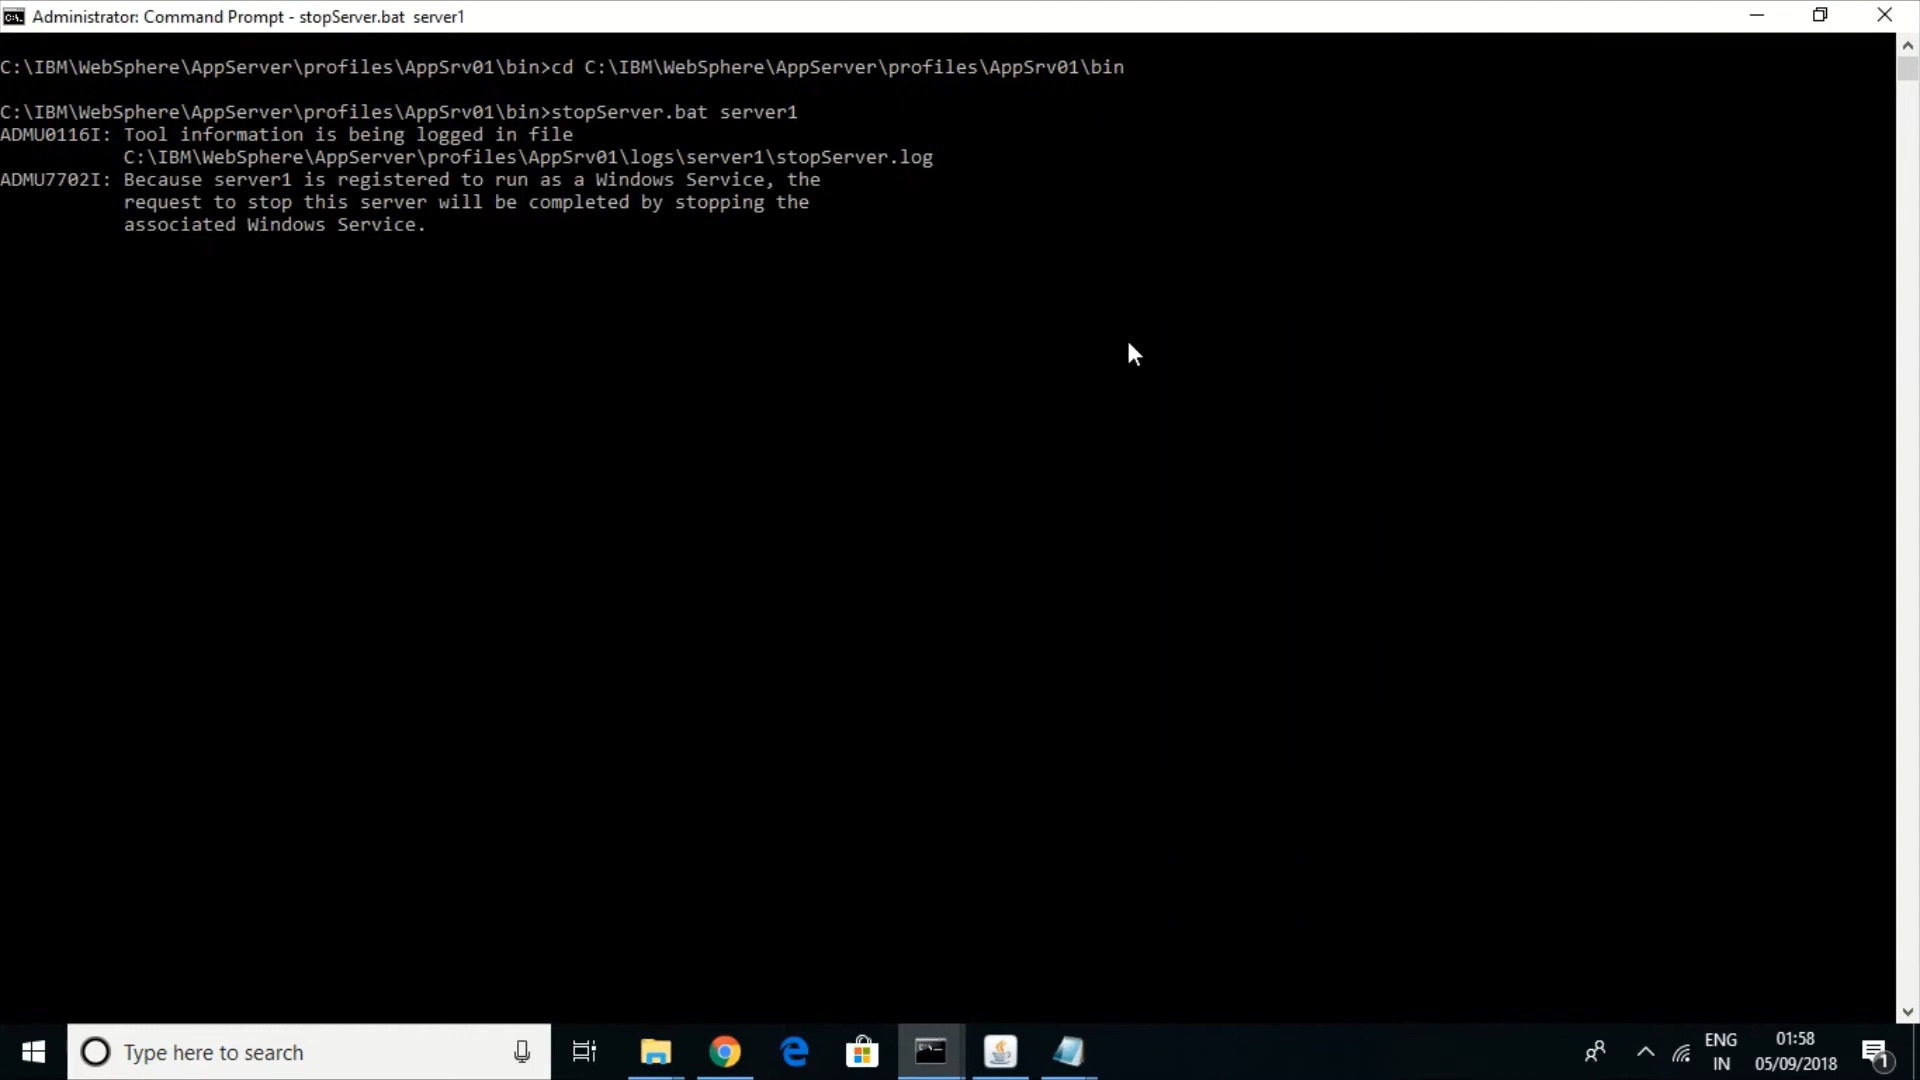 Administrator: Command Prompt - stopServer.bat  server1
C:\IBM\WebSphere\AppServer\profiles\AppSrv01\bin>cd C:\IBM\WebSphere\AppServer\profiles\AppSrv01\bin
C:\IBM\WebSphere\AppServer\profiles\AppSrv01\bin>stopServer.bat server1
ADMU0116I: Tool information is being logged in file
C:\IBM\WebSphere\AppServer\profiles\AppSrv01\logs\server1\stopServer.log
ADMU7702I: Because server1 is registered to run as a Windows Service, the
request to stop this server will be completed by stopping the
associated Windows Service.
Type here to search
ENG
IN
01:58
05/09/2018
1